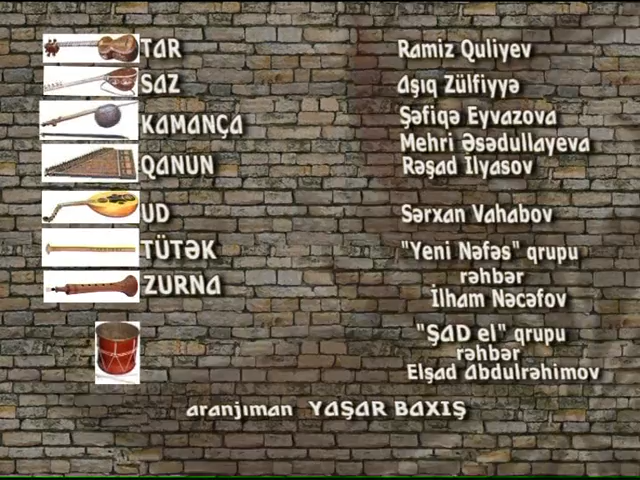 TAR Ramiz Quliyev
SAZ Aşıq Zülfiyyə
KAMANÇA Şəfiqə Eyvazova
Mehri Əsədullayeva
QANUN Rəşad İlyasov
UD Sərxan Vahabov
TÜTƏK "Yeni Nəfəs" qrupu
rəhbər
ZURNA İlham Nəcəfov
"ŞAD el" qrupu
rəhbər
Elşad Abdulrəhimov
aranjıman YAŞAR BAXIŞ